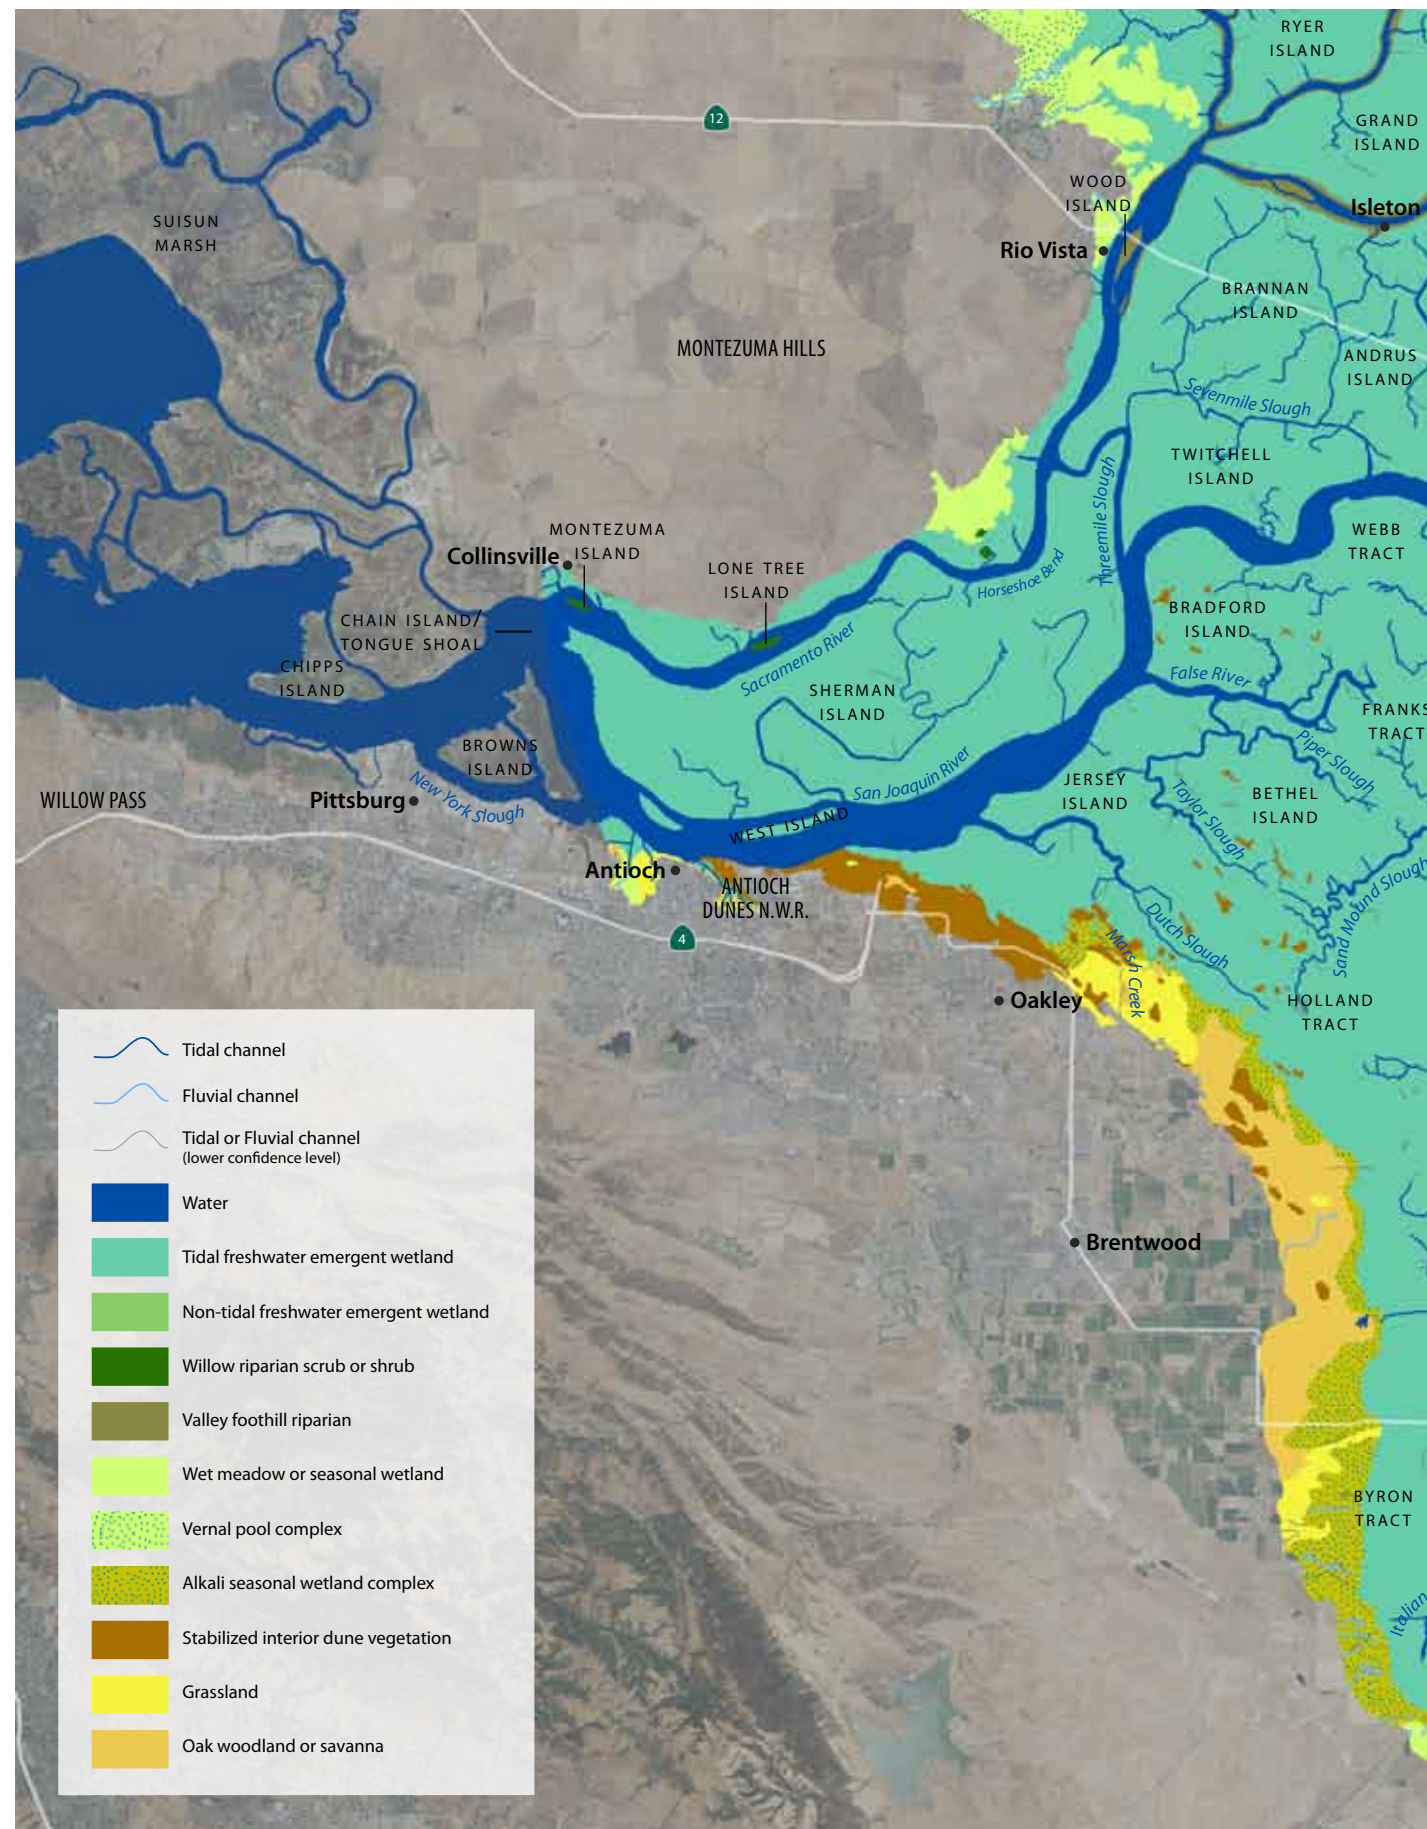 RYER
ISLAND
12
GRAND
ISLAND
WOOD
ISLAND
Isleton
SUISUN
MARSH
Rio Vista
BRANNAN
ISLAND
MONTEZUMA HILLS
ANDRUS
ISLAND
Sevenmile Slough
TWITCHELL
ISLAND
Threemile Slough
MONTEZUMA
ISLAND
WEBB
TRACT
Collinsville
LONE TREE
ISLAND
Horseshoe Bend
BRADFORD
ISLAND
CHAIN ISLAND/
TONGUE SHOAL
Sacramento River
CHIPPS
ISLAND
False River
SHERMAN
ISLAND
FRANKS
TRACT
BROWNS
ISLAND
Piper Slough
San Joaquin River
JERSEY
ISLAND
Taylor Slough
BETHEL
ISLAND
WILLOW PASS
Pittsburg
New York Slough
WEST ISLAND
Antioch
ANTIOCH
DUNES N.W.R.
Sand Mound Slough
4
Dutch Slough
Marsh Creek
Oakley
HOLLAND
TRACT
Tidal channel
Fluvial channel
Tidal or Fluvial channel
(lower confidence level)
Water
Brentwood
Tidal freshwater emergent wetland
Non-tidal freshwater emergent wetland
Willow riparian scrub or shrub
Valley foothill riparian
Wet meadow or seasonal wetland
BYRON
TRACT
Vernal pool complex
Alkali seasonal wetland complex
Italian
Stabilized interior dune vegetation
Grassland
Oak woodland or savanna